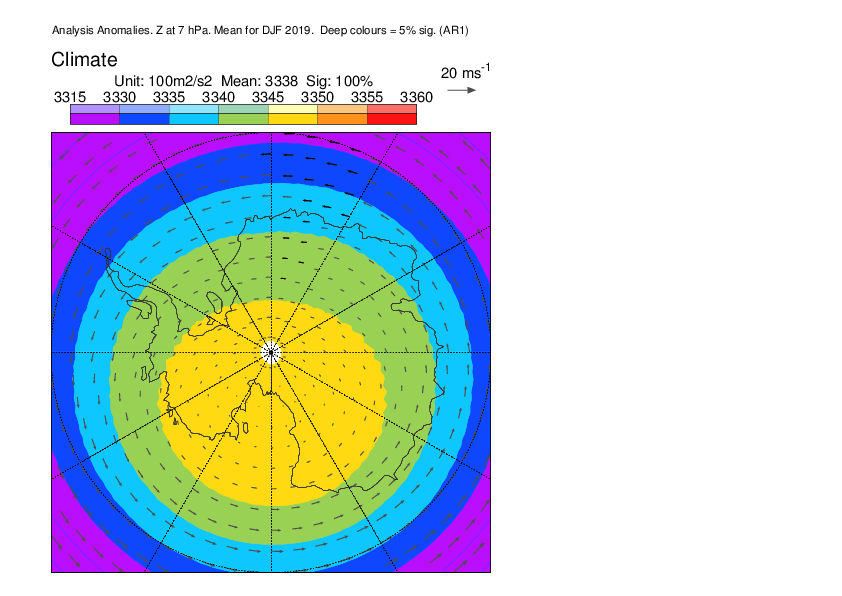 Analysis Anomalies. Z at 7 hPa. Mean for DJF 2019. Deep colours = 5% sig. (AR1)
Climate
20 ms-1
Unit: 100m2/s2 Mean: 3338 Sig: 100%
3315 3330 3335 3340 3345 3350 3355 3360